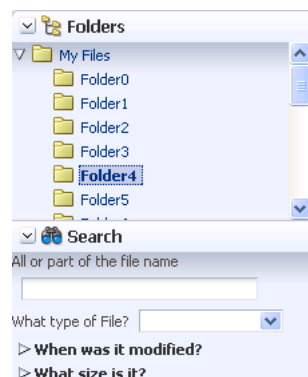 Folders
My Files
Folder0
Folder1
Folder2
Folder3
Folder4
Folder5
Search
All or part of the file name
What type of File?
When was it modified?
What size is it?